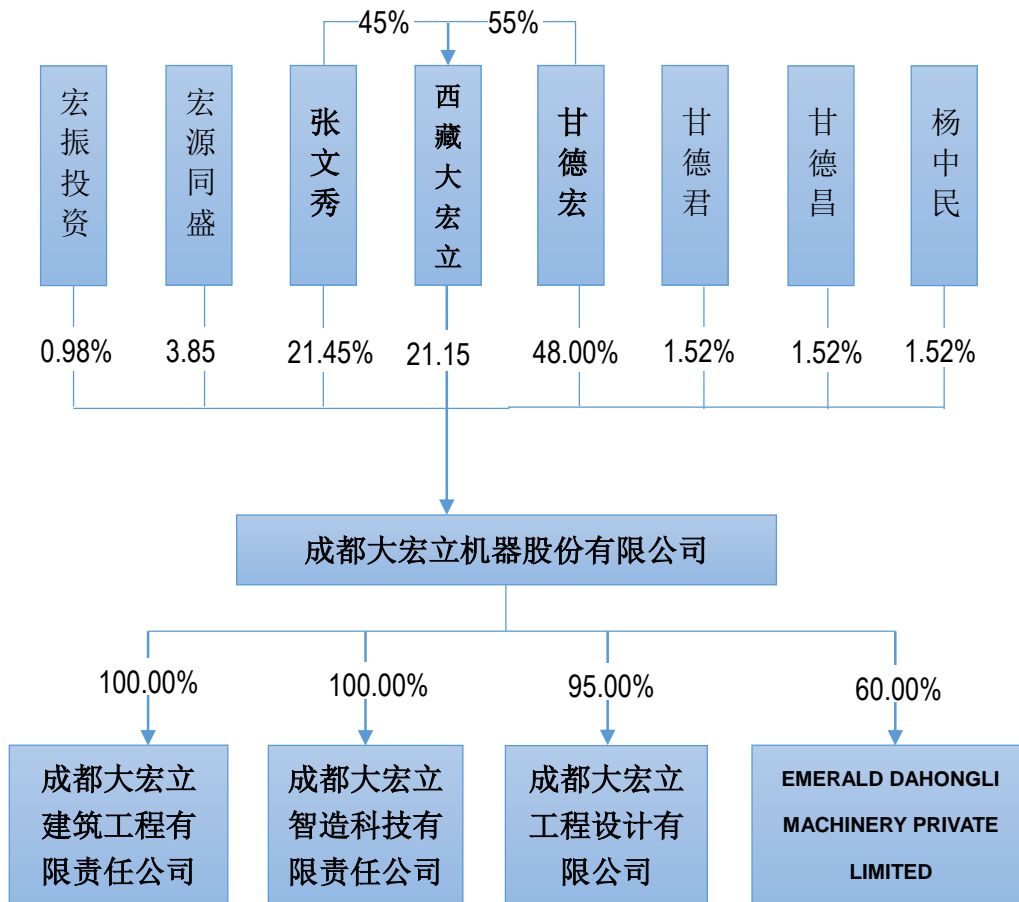 45%
55%
宏振投资
宏源同盛
张文秀
西藏大宏立
甘德宏
甘德君
甘德昌
杨中民
0.98%
3.85
21.45%
21.15
48.00%
1.52%
1.52%
1.52%
成都大宏立机器股份有限公司
100.00%
100.00%
95.00%
60.00%
成都大宏立
建筑工程有
限责任公司
成都大宏立
智造科技有
限责任公司
成都大宏立
工程设计有
限公司
EMERALD DAHONGLI
MACHINERY PRIVATE
LIMITED